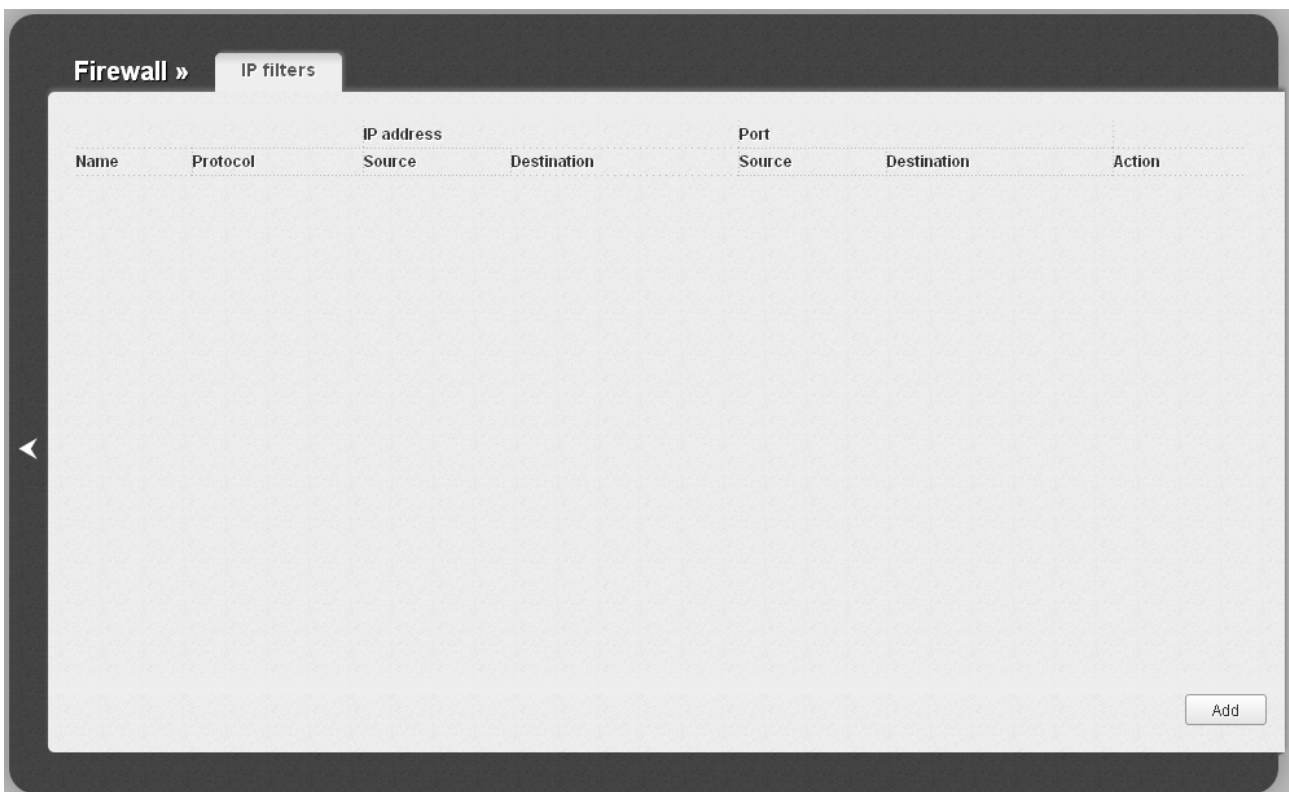 Firewall » IP filters
IP address Port
Name Protocol Source Destination Source Destination Action
Add